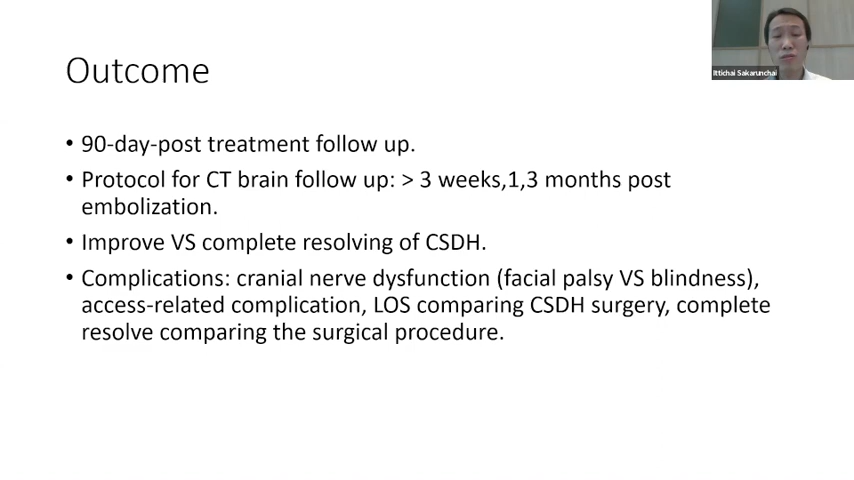 Outcome
Ittichai Sakarunchai
• 90-day-post treatment follow up.
• Protocol for CT brain follow up: > 3 weeks,1,3 months post
embolization.
• Improve VS complete resolving of CSDH.
• Complications: cranial nerve dysfunction (facial palsy VS blindness),
access-related complication, LOS comparing CSDH surgery, complete
resolve comparing the surgical procedure.